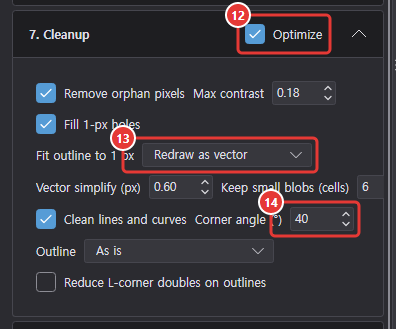 12
7. Cleanup Optimize
Remove orphan pixels Max contrast 0.18
Fill 1-px holes
13
Fit outline to 1 px Redraw as vector
Vector simplify (px) 0.60 Keep small blobs (cells) 6
14
Clean lines and curves Corner angle (°) 40
Outline As is
Reduce L-corner doubles on outlines